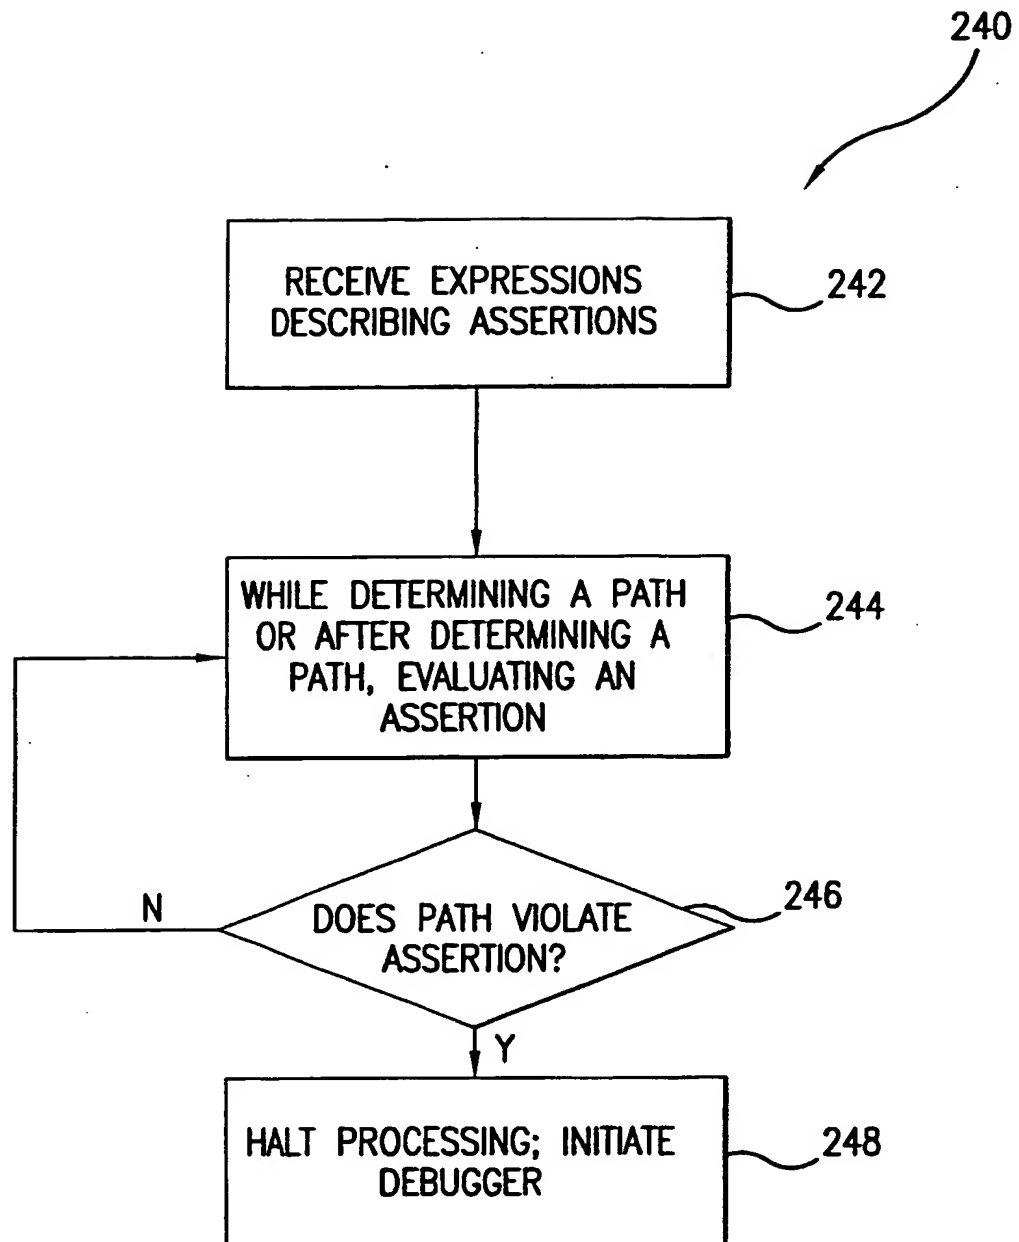 240
RECEIVE EXPRESSIONS
DESCRIBING ASSERTIONS
242
WHILE DETERMINING A PATH
OR AFTER DETERMINING A
PATH, EVALUATING AN
ASSERTION
244
DOES PATH VIOLATE
ASSERTION?
246
N
Y
HALT PROCESSING; INITIATE
DEBUGGER
248